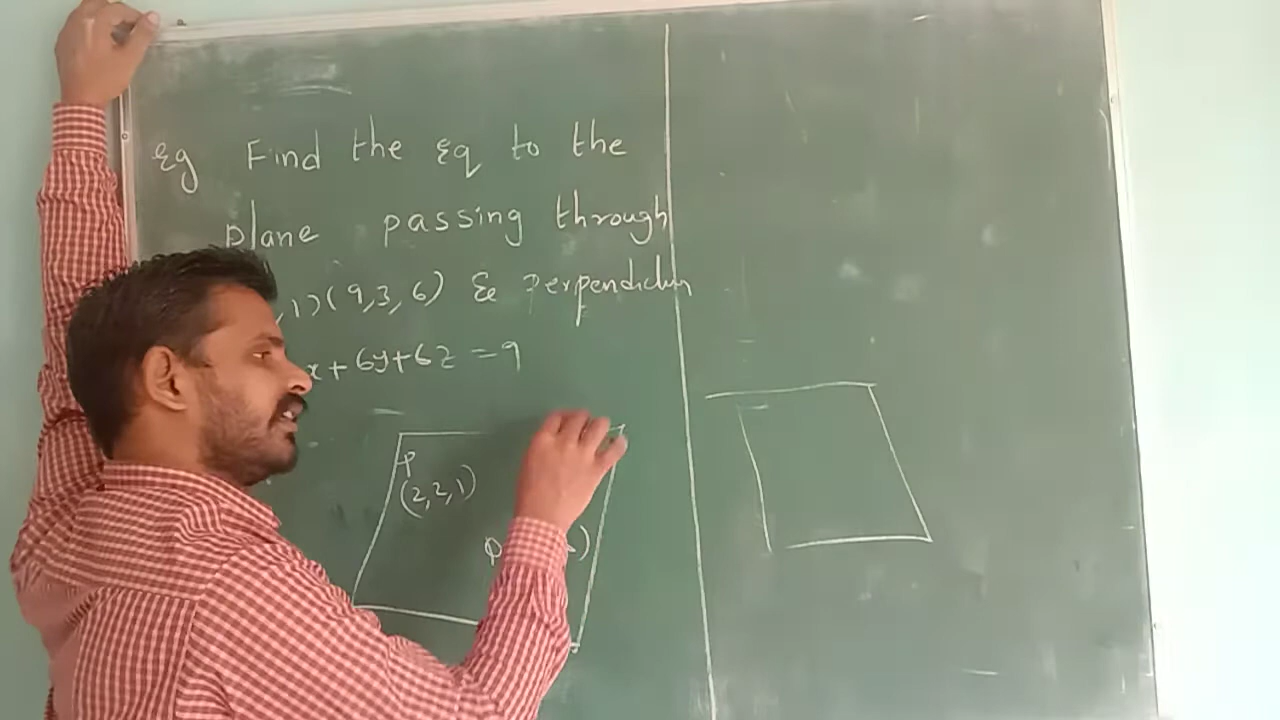 Eg Find the Eq to the
plane passing through
,1)(9,3,6) & perpendicular
x+6y+6z=9
P
(2,2,1)
)